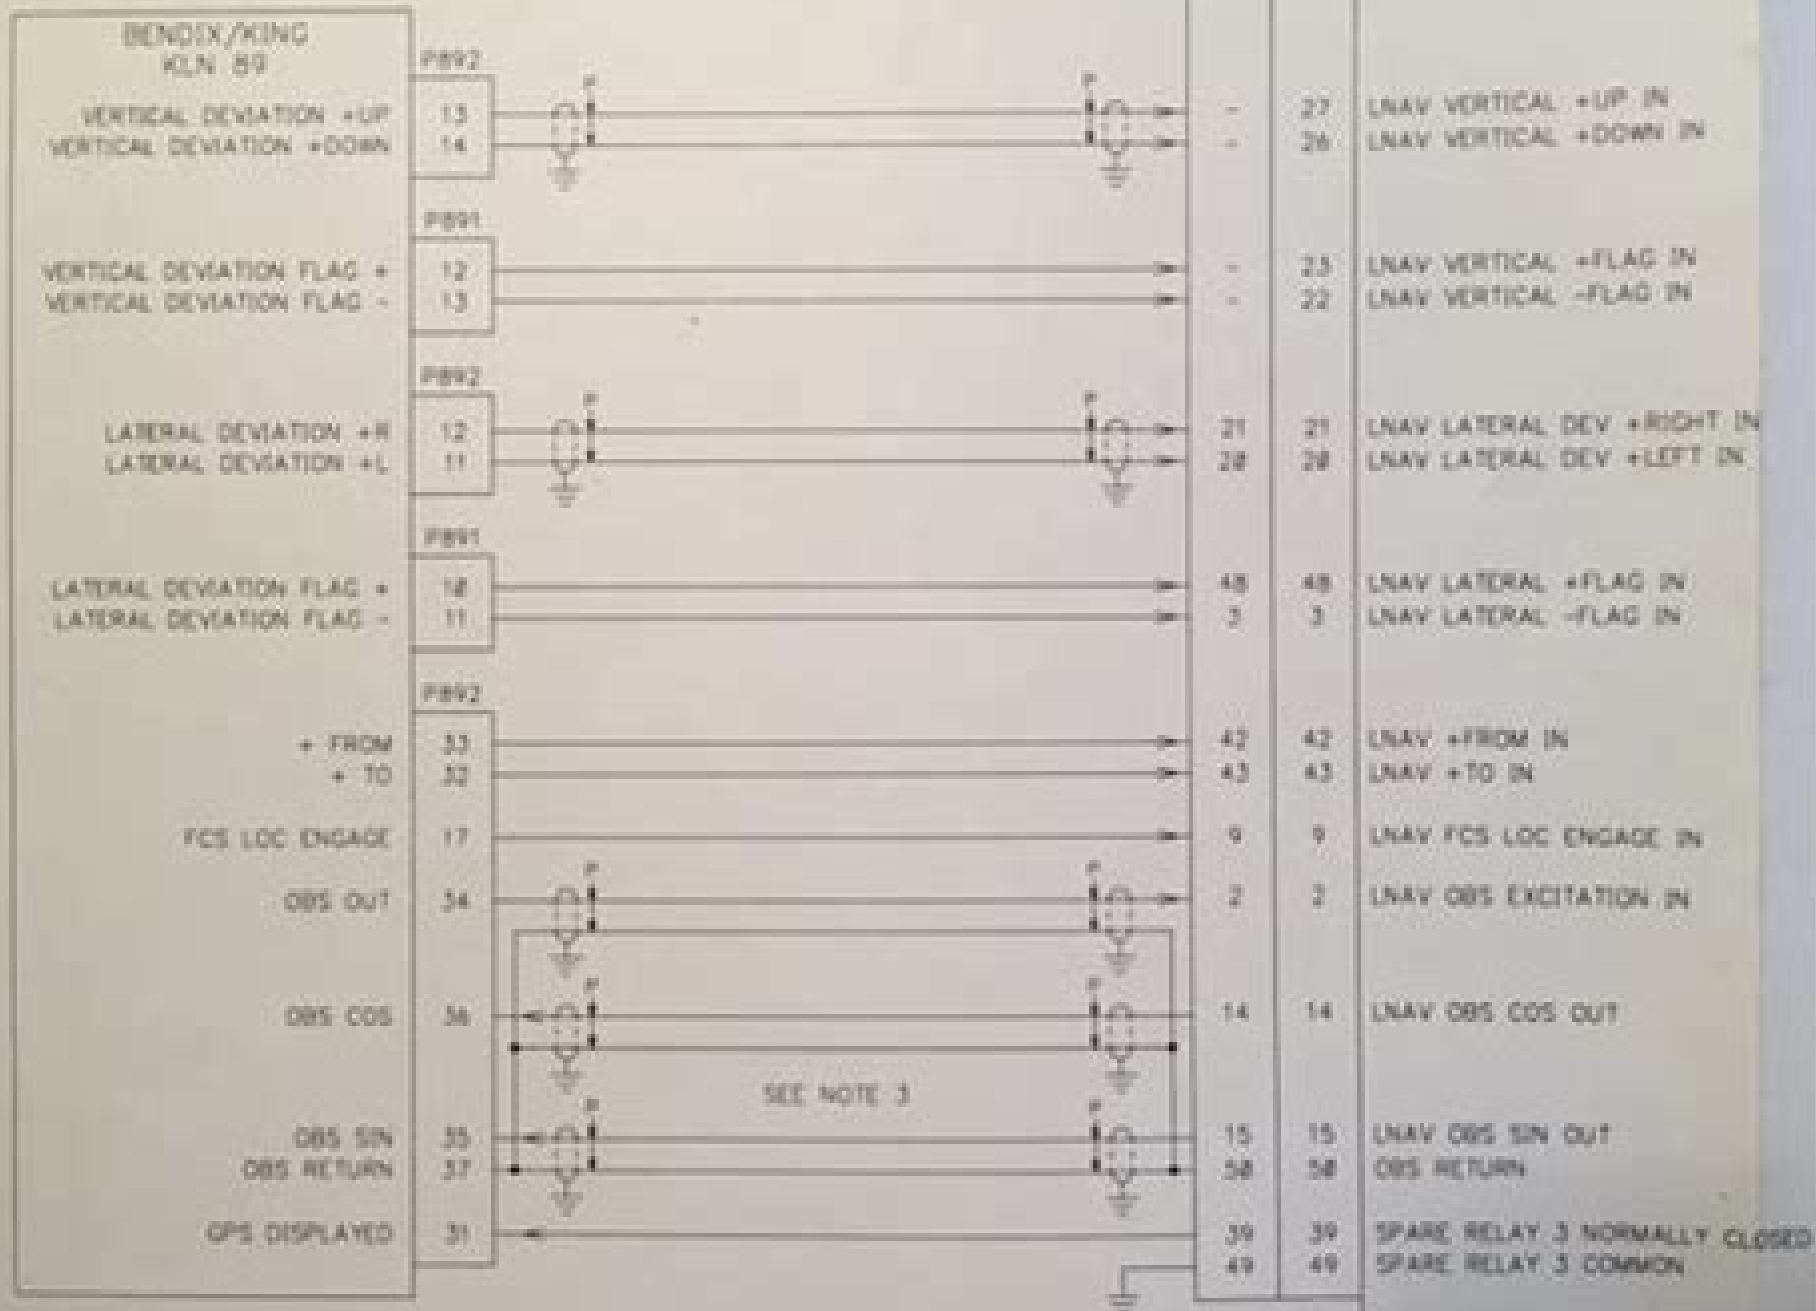 BENDIX/KING
KLN 89
P892
VERTICAL DEVIATION +UP 13 - 27 LNAV VERTICAL +UP IN
VERTICAL DEVIATION +DOWN 14 - 26 LNAV VERTICAL +DOWN IN
P P
P891
VERTICAL DEVIATION FLAG + 12 - 23 LNAV VERTICAL +FLAG IN
VERTICAL DEVIATION FLAG - 13 - 22 LNAV VERTICAL -FLAG IN
P892
P P
LATERAL DEVIATION +R 12 21 21 LNAV LATERAL DEV +RIGHT IN
LATERAL DEVIATION +L 11 20 20 LNAV LATERAL DEV +LEFT IN
P891
LATERAL DEVIATION FLAG + 10 48 48 LNAV LATERAL +FLAG IN
LATERAL DEVIATION FLAG - 11 3 3 LNAV LATERAL -FLAG IN
P892
+ FROM 33 42 42 LNAV +FROM IN
+ TO 32 43 43 LNAV +TO IN
FCS LOC ENGAGE 17 9 9 LNAV FCS LOC ENGAGE IN
P P
OBS OUT 34 2 2 LNAV OBS EXCITATION IN
P P
OBS COS 36 14 14 LNAV OBS COS OUT
SEE NOTE 3
P P
OBS SIN 35 15 15 LNAV OBS SIN OUT
OBS RETURN 37 50 50 OBS RETURN
GPS DISPLAYED 31 39 39 SPARE RELAY 3 NORMALLY CLOSED
49 49 SPARE RELAY 3 COMMON